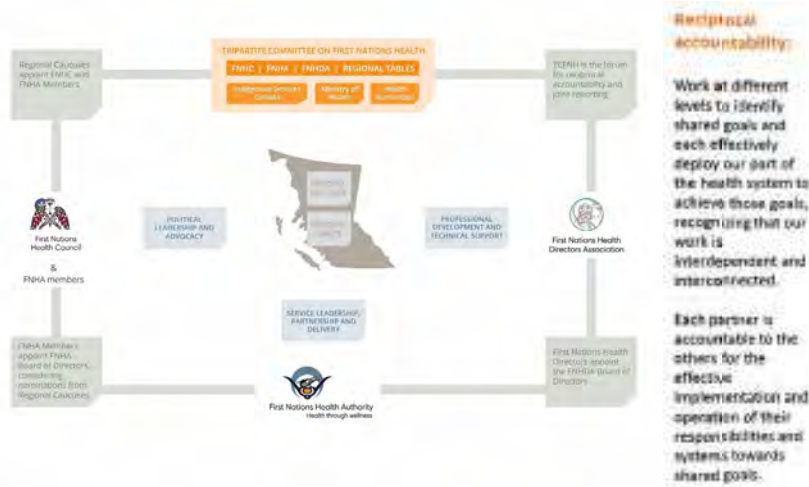 Regional Caucuses
appoint FNHC and
FNHA Members
TRIPARTITE COMMITTEE ON FIRST NATIONS HEALTH
FNHC | FNHA | FNHDA | REGIONAL TABLES
Indigenous Services
Canada
Ministry of
Health
Health
Authorities
TCFNH is the forum
for reciprocal
accountability and
joint reporting
First Nations
Health Council
&
FNHA members
POLITICAL
LEADERSHIP AND
ADVOCACY
REGIONAL
PROFESSIONAL
DEVELOPMENT AND
TECHNICAL SUPPORT
First Nations Health
Directors Association
SERVICE LEADERSHIP,
PARTNERSHIP AND
DELIVERY
FNHA Members
appoint FNHA
Board of Directors,
considering
nominations from
Regional Caucuses
First Nations Health Authority
Health through wellness
First Nations Health
Directors appoint
the FNHDA Board of
Directors
Reciprocal
accountability:
Work at different
levels to identify
shared goals and
each effectively
deploy our part of
the health system to
achieve those goals,
recognizing that our
work is
interdependent and
interconnected.
Each partner is
accountable to the
others for the
effective
implementation and
operation of their
responsibilities and
systems towards
shared goals.